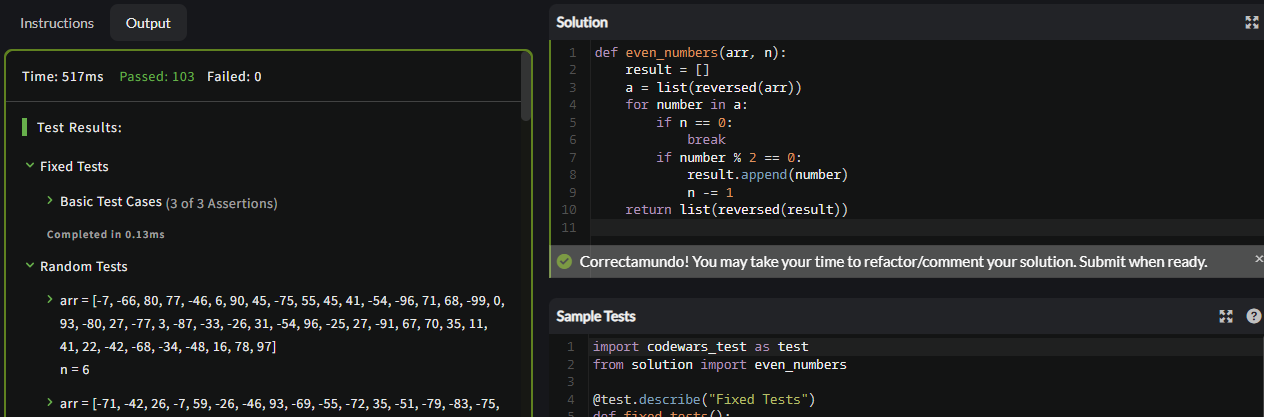 Instructions
Output
Time: 517ms Passed: 103 Failed: 0
Test Results:
Fixed Tests
Basic Test Cases (3 of 3 Assertions)
Completed in 0.13ms
Random Tests
arr = [-7, -66, 80, 77, -46, 6, 90, 45, -75, 55, 45, 41, -54, -96, 71, 68, -99, 0,
93, -80, 27, -77, 3, -87, -33, -26, 31, -54, 96, -25, 27, -91, 67, 70, 35, 11,
41, 22, -42, -68, -34, -48, 16, 78, 97]
n = 6
arr = [-71, -42, 26, -7, 59, -26, -46, 93, -69, -55, -72, 35, -51, -79, -83, -75,
Solution
1 def even_numbers(arr, n):
2     result = []
3     a = list(reversed(arr))
4     for number in a:
5         if n == 0:
6             break
7         if number % 2 == 0:
8             result.append(number)
9             n -= 1
10     return list(reversed(result))
11
Correctamundo! You may take your time to refactor/comment your solution. Submit when ready.
Sample Tests
1 import codewars_test as test
2 from solution import even_numbers
3
4 @test.describe("Fixed Tests")
5 def fixed_tests():